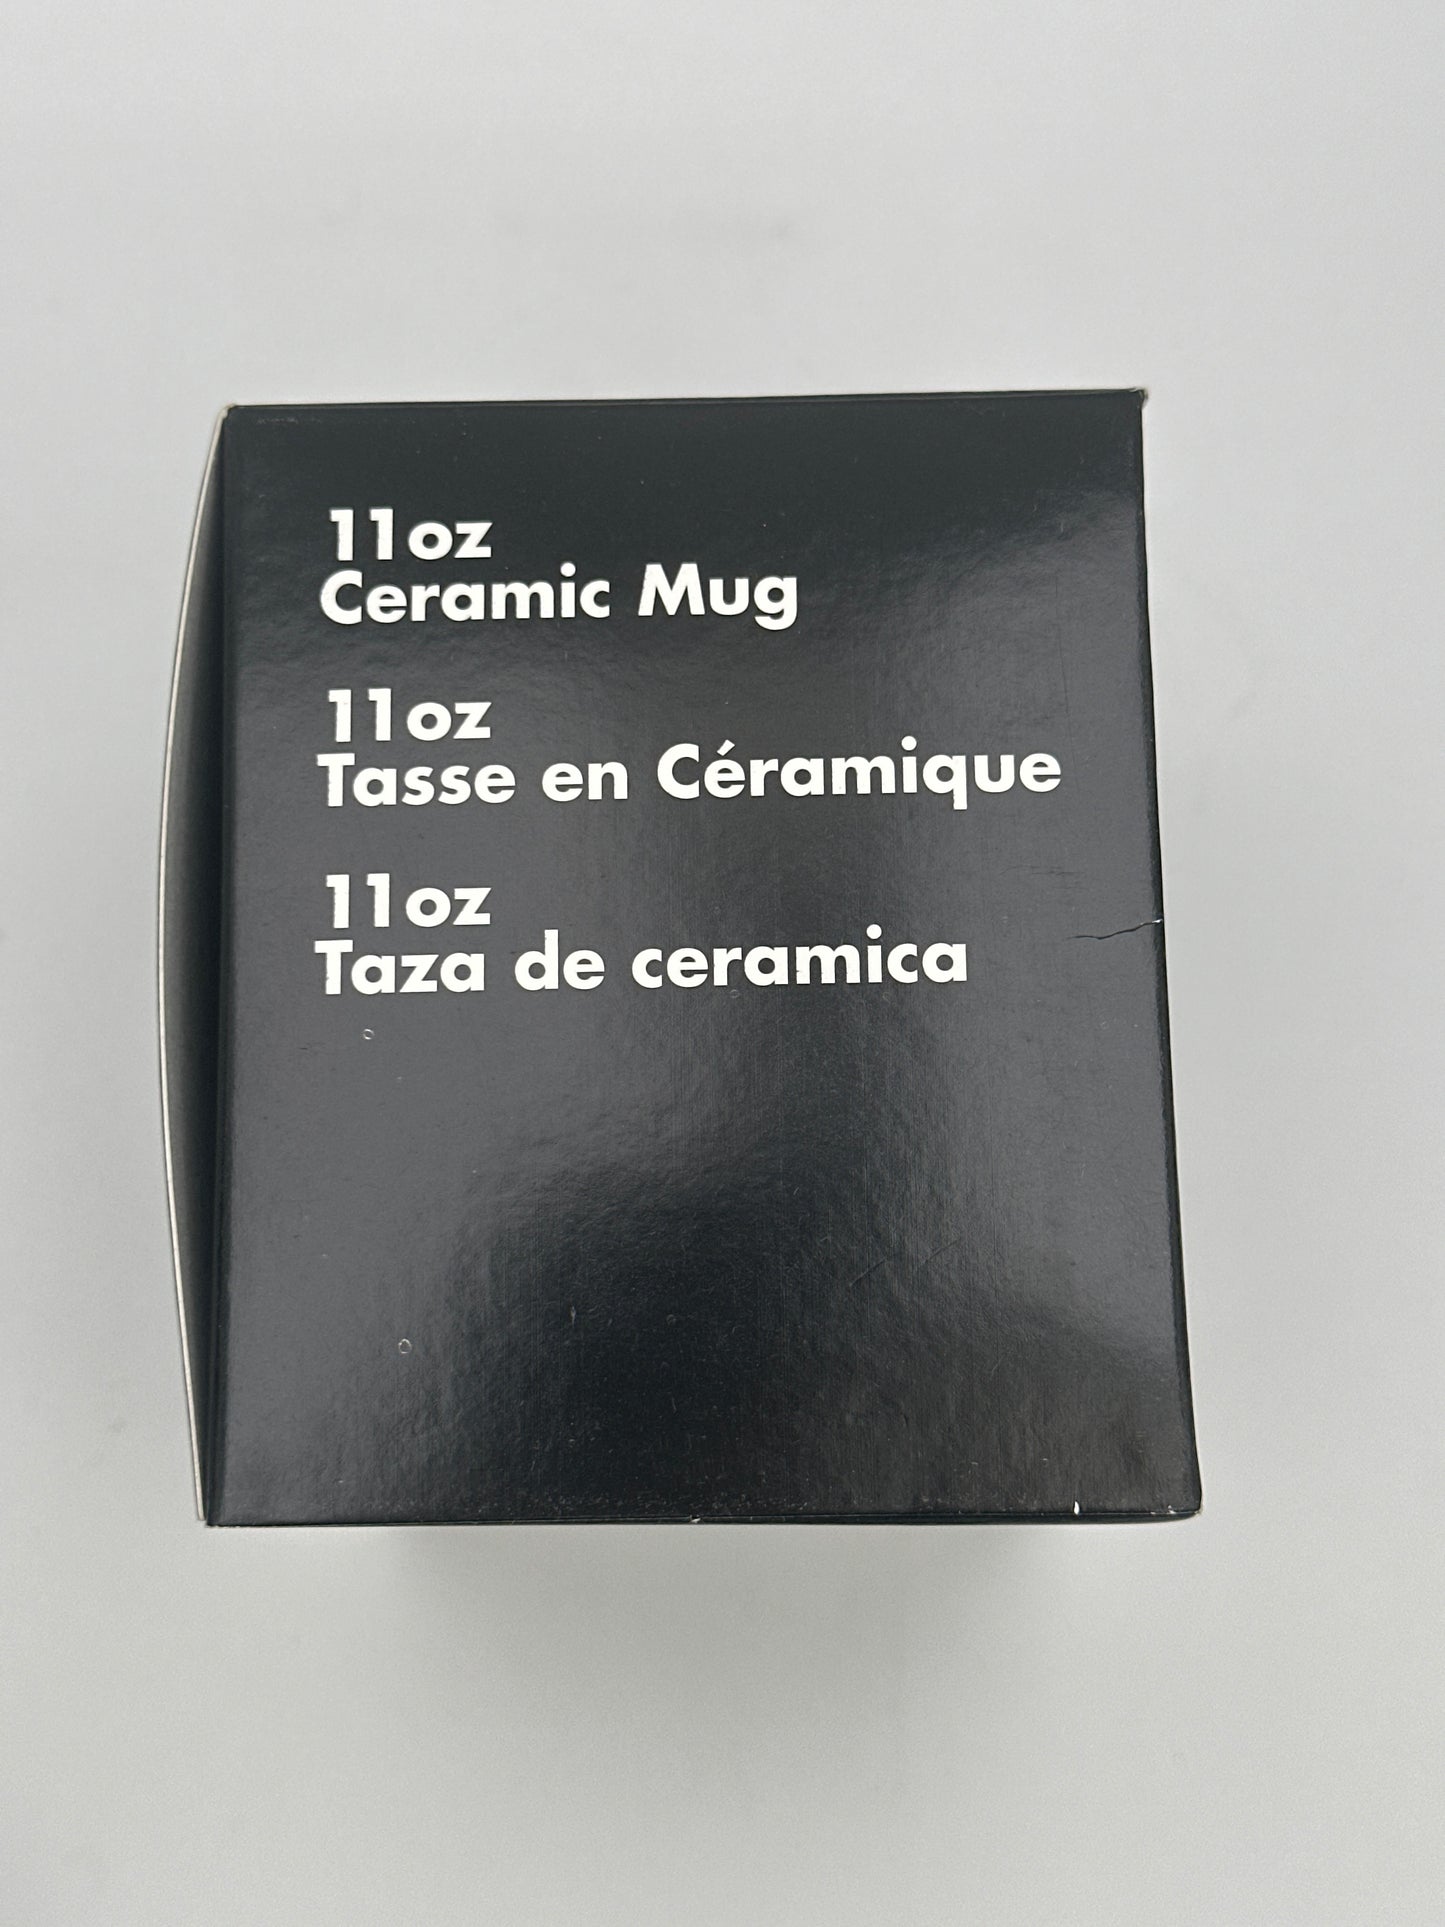 11oz
Ceramic Mug
11oz
Tasse en Céramique
11oz
Taza de ceramica